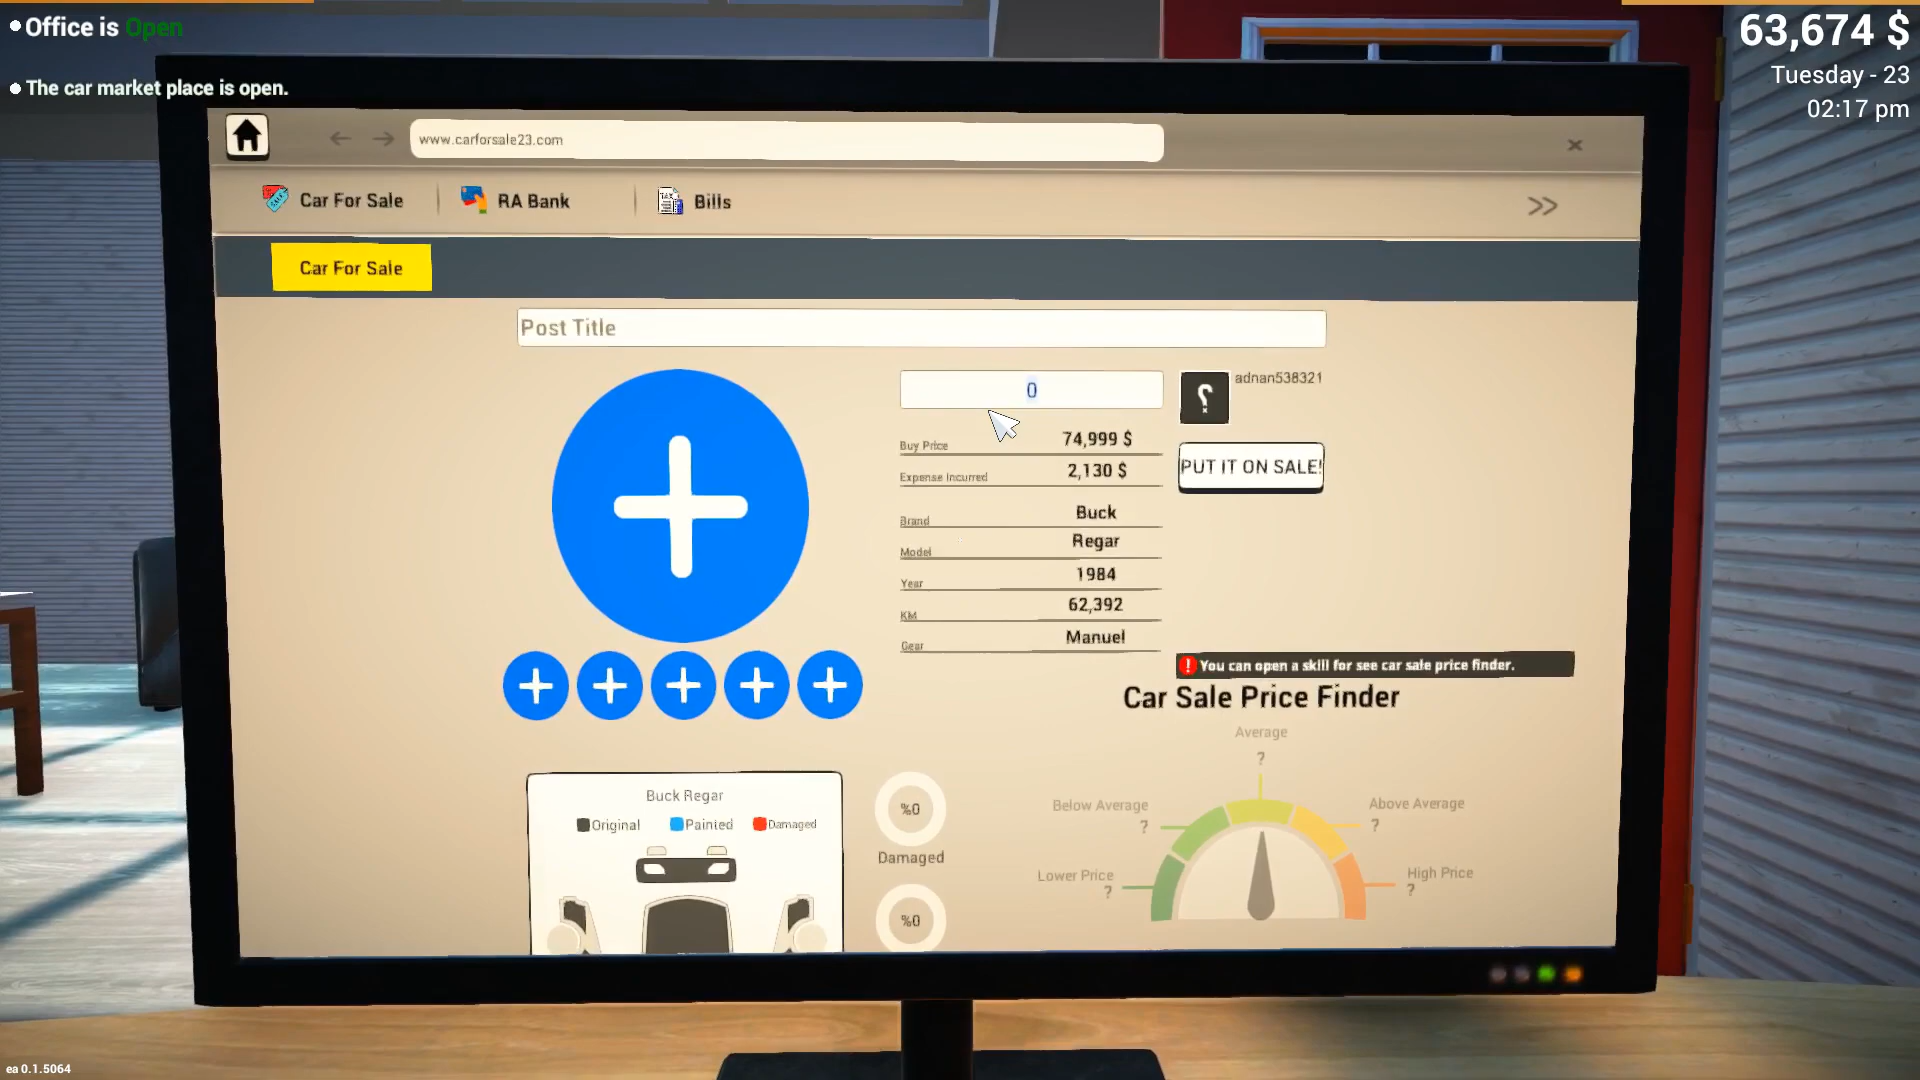 Office is Open
The car market place is open.
63,674 $
Tuesday - 23
02:17 pm
www.carforsale23.com
×
Car For Sale
RA Bank
TAX
Bills
>>
Car For Sale
Post Title
0
?
adnan538321
Buy Price 74,999 $
Expense Incurred 2,130 $
PUT IT ON SALE!
Brand Buck
Model Regar
Year 1984
KM 62,392
Gear Manuel
! You can open a skill for see car sale price finder.
Car Sale Price Finder
Average
?
Below Average
?
Above Average
?
Lower Price
?
High Price
?
Buck Regar
Original Painted Damaged
%0
Damaged
%0
ea 0.1.5064